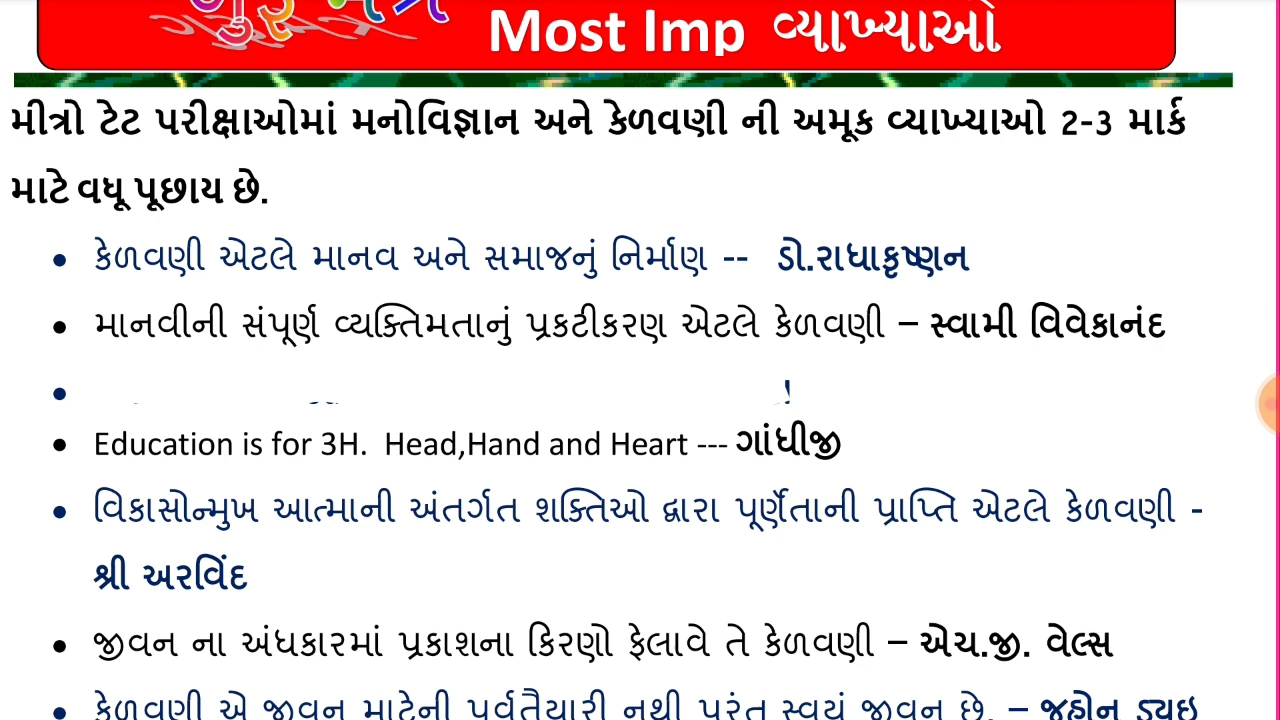 Most Imp વ્યાખ્યાઓ
મીત્રો ટેટ પરીક્ષાઓમાં મનોવિજ્ઞાન અને કેળવણી ની અમૂક વ્યાખ્યાઓ 2-3 માર્ક
માટે વધૂ પૂછાય છે.
• કેળવણી એટલે માનવ અને સમાજનું નિર્માણ -- ડો.રાધાકૃષ્ણન
• માનવીની સંપૂર્ણ વ્યક્તિમતાનું પ્રકટીકરણ એટલે કેળવણી – સ્વામી વિવેકાનંદ
• Education is for 3H. Head,Hand and Heart --- ગાંધીજી
• વિકાસોન્મુખ આત્માની અંતર્ગત શક્તિઓ દ્વારા પૂર્ણતાની પ્રાપ્તિ એટલે કેળવણી -
શ્રી અરવિંદ
• જીવન ના અંધકારમાં પ્રકાશના કિરણો ફેલાવે તે કેળવણી – એચ.જી. વેલ્સ
• કેળવણી એ જીવન માટેની પૂર્વતૈયારી નથી પરંતુ સ્વયં જીવન છે. – જહોન ડ્યુઇ